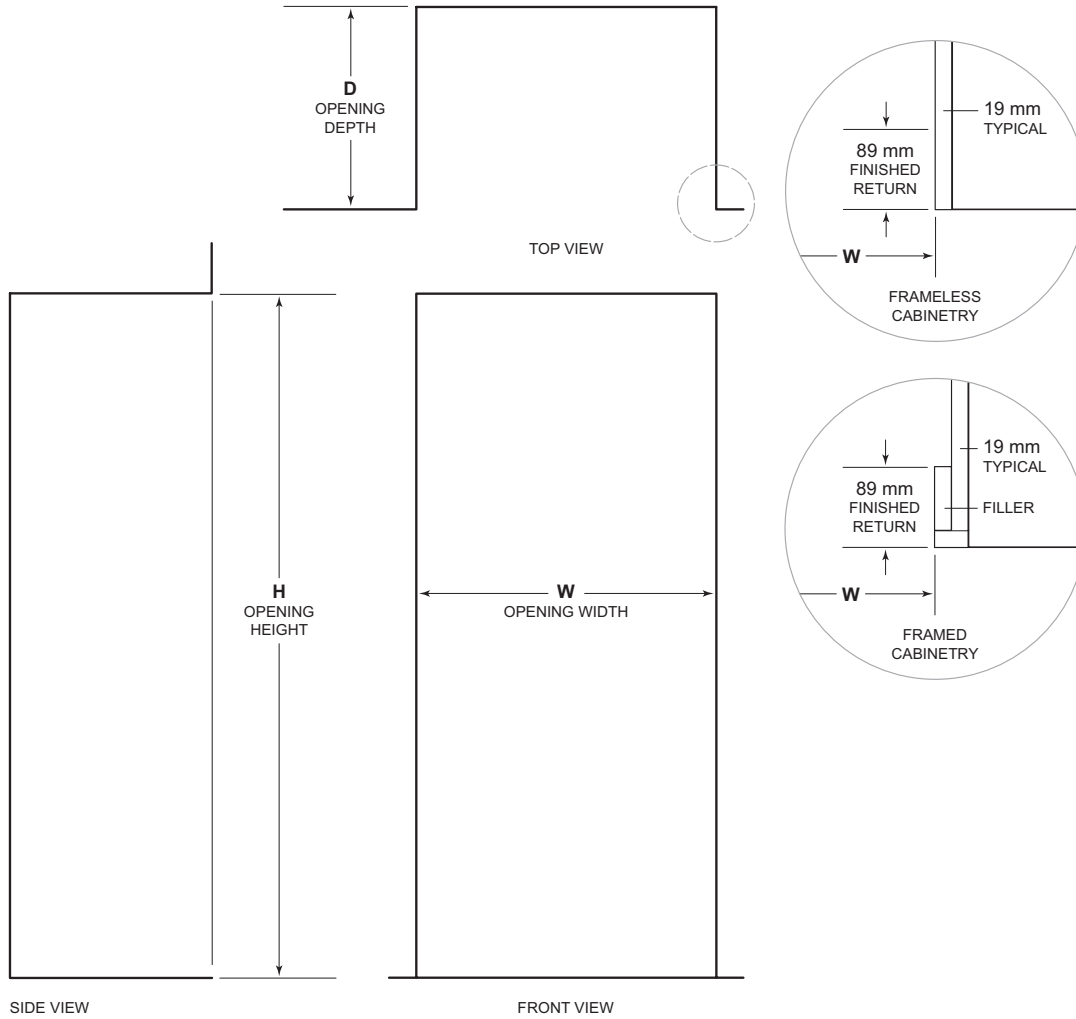 D
OPENING
DEPTH
TOP VIEW
19 mm
TYPICAL
89 mm
FINISHED
RETURN
W
FRAMELESS
CABINETRY
19 mm
TYPICAL
89 mm
FINISHED
RETURN
FILLER
W
FRAMED
CABINETRY
H
OPENING
HEIGHT
W
OPENING WIDTH
SIDE VIEW
FRONT VIEW